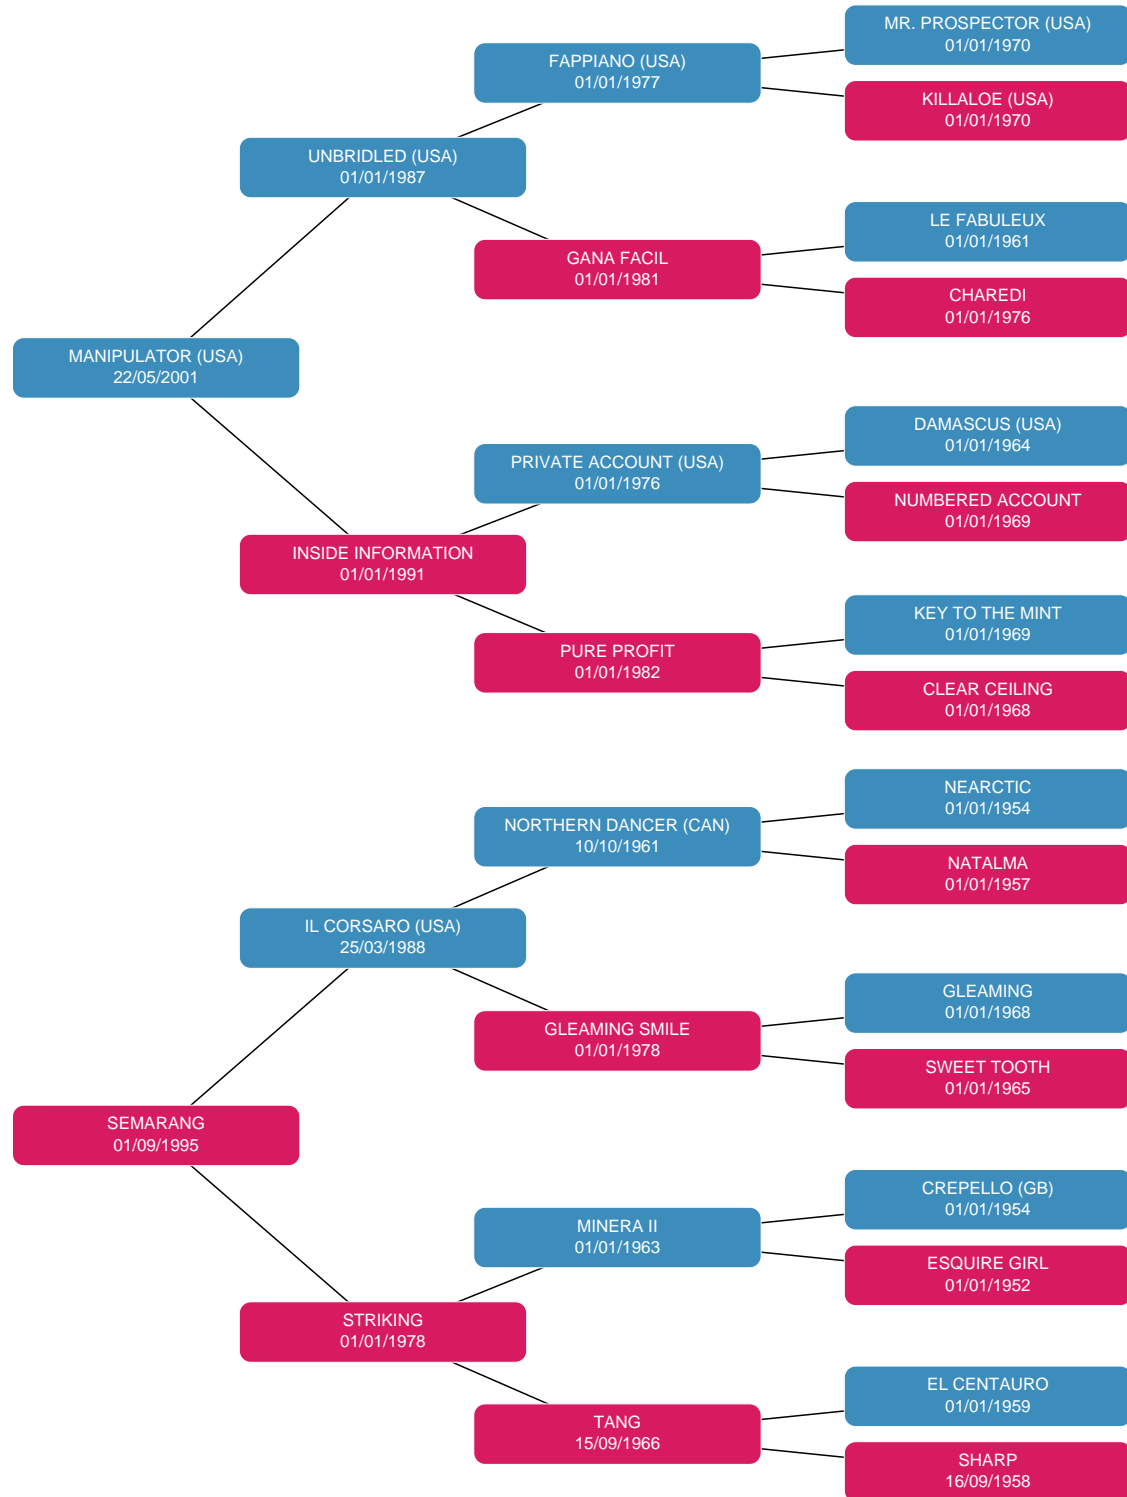 MR. PROSPECTOR (USA)
01/01/1970
FAPPIANO (USA)
01/01/1977
KILLALOE (USA)
01/01/1970
UNBRIDLED (USA)
01/01/1987
LE FABULEUX
01/01/1961
GANA FACIL
01/01/1981
CHAREDI
01/01/1976
MANIPULATOR (USA)
22/05/2001
DAMASCUS (USA)
01/01/1964
PRIVATE ACCOUNT (USA)
01/01/1976
NUMBERED ACCOUNT
01/01/1969
INSIDE INFORMATION
01/01/1991
KEY TO THE MINT
01/01/1969
PURE PROFIT
01/01/1982
CLEAR CEILING
01/01/1968
NEARCTIC
01/01/1954
NORTHERN DANCER (CAN)
10/10/1961
NATALMA
01/01/1957
IL CORSARO (USA)
25/03/1988
GLEAMING
01/01/1968
GLEAMING SMILE
01/01/1978
SWEET TOOTH
01/01/1965
SEMARANG
01/09/1995
CREPELLO (GB)
01/01/1954
MINERA II
01/01/1963
ESQUIRE GIRL
01/01/1952
STRIKING
01/01/1978
EL CENTAURO
01/01/1959
TANG
15/09/1966
SHARP
16/09/1958